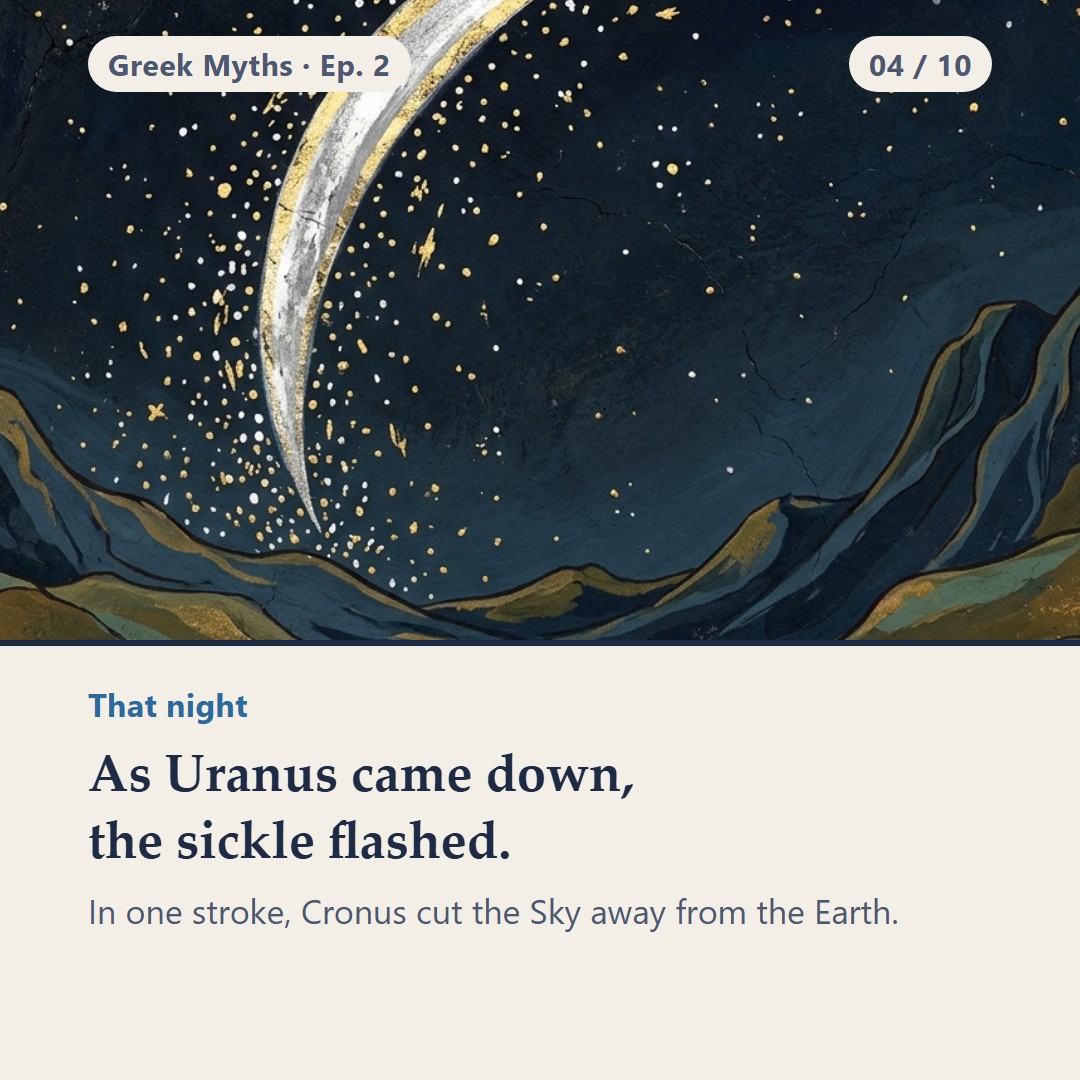 Greek Myths · Ep. 2
04 / 10
That night
As Uranus came down,
the sickle flashed.
In one stroke, Cronus cut the Sky away from the Earth.